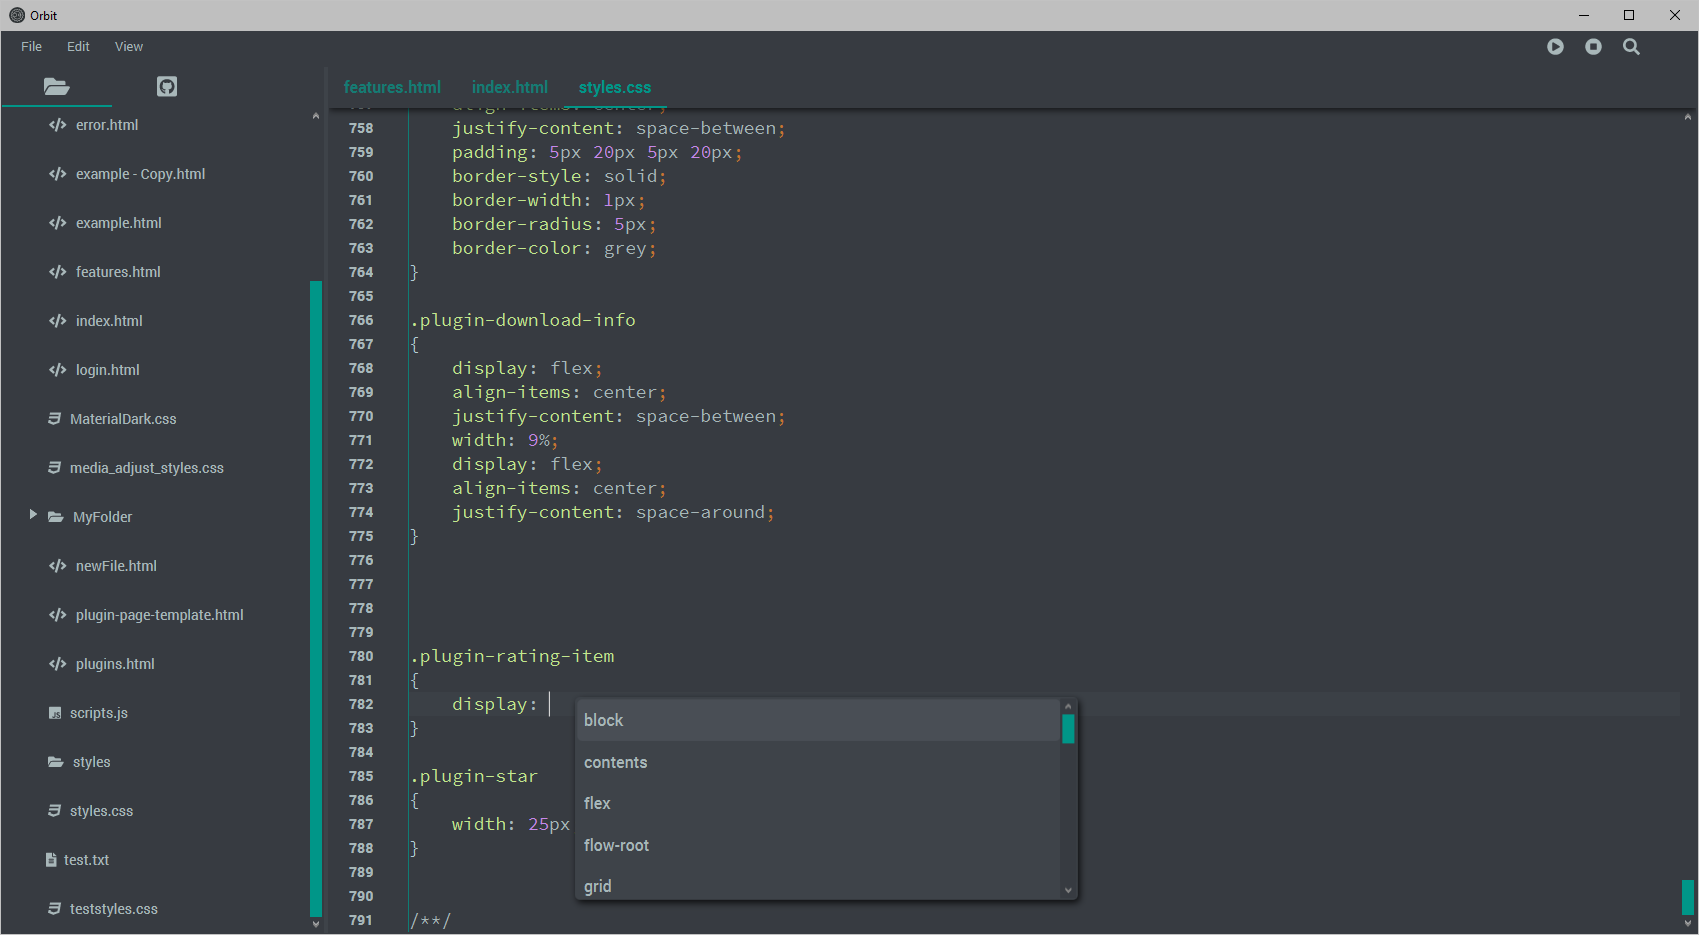 Orbit
File Edit View
features.html index.html styles.css
error.html
example - Copy.html
example.html
features.html
index.html
login.html
MaterialDark.css
media_adjust_styles.css
MyFolder
newFile.html
plugin-page-template.html
plugins.html
scripts.js
styles
styles.css
test.txt
teststyles.css
align-items: center;
758 justify-content: space-between;
759 padding: 5px 20px 5px 20px;
760 border-style: solid;
761 border-width: 1px;
762 border-radius: 5px;
763 border-color: grey;
764 }
765
766 .plugin-download-info
767 {
768 display: flex;
769 align-items: center;
770 justify-content: space-between;
771 width: 9%;
772 display: flex;
773 align-items: center;
774 justify-content: space-around;
775 }
776
777
778
779
780 .plugin-rating-item
781 {
782 display:
783 }
784
785 .plugin-star
786 {
787 width: 25px
788 }
789
790
791 /**/
block
contents
flex
flow-root
grid